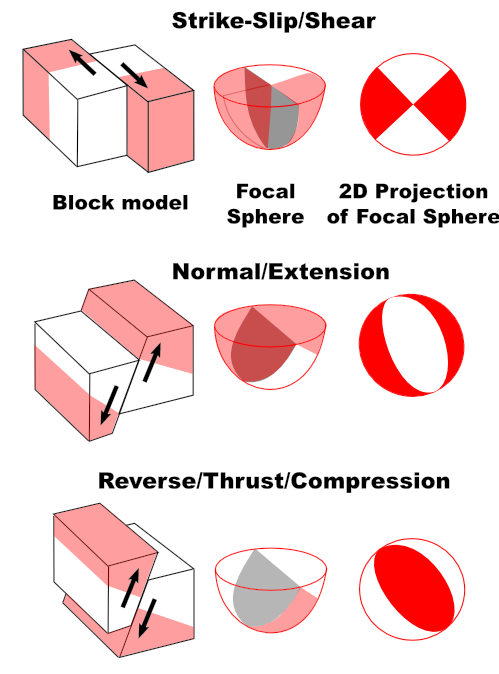 Strike-Slip/Shear
Block model
Focal
Sphere
2D Projection
of Focal Sphere
Normal/Extension
Reverse/Thrust/Compression